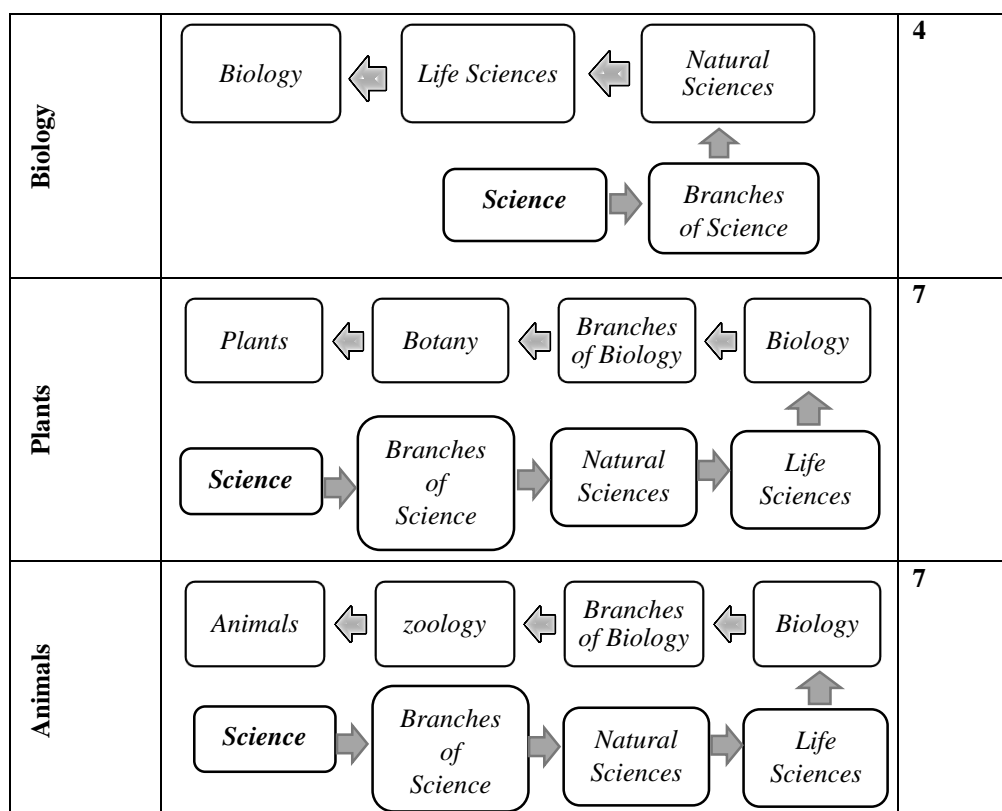 Biology
Biology
Life Sciences
Natural
Sciences
Science
Branches
of Science
4
Plants
Plants
Botany
Branches
of Biology
Biology
Science
Branches
of
Science
Natural
Sciences
Life
Sciences
7
Animals
Animals
zoology
Branches
of Biology
Biology
Science
Branches
of
Science
Natural
Sciences
Life
Sciences
7